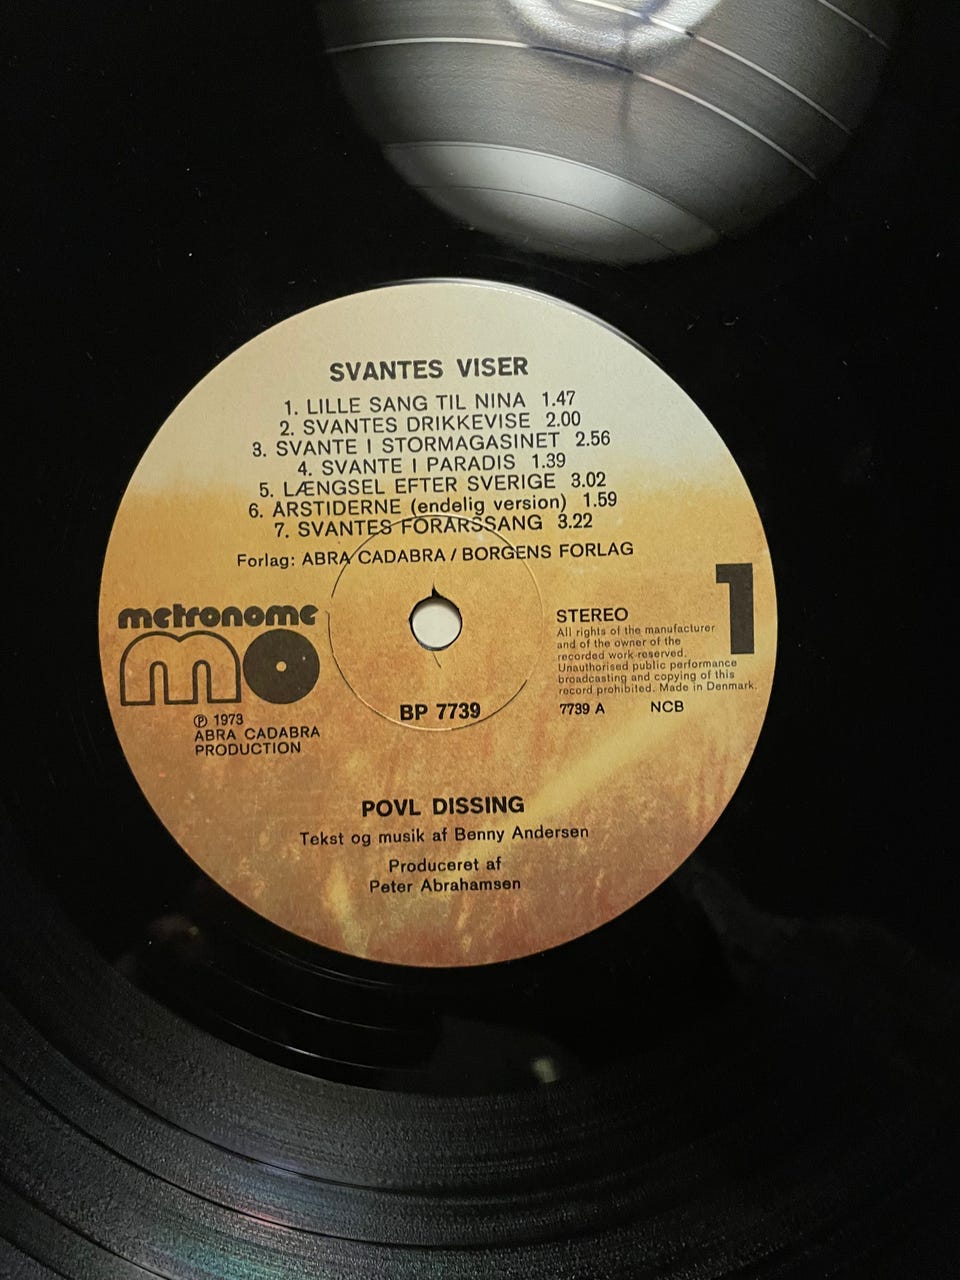 SVANTES VISER
1. LILLE SANG TIL NINA 1.47
2. SVANTES DRIKKEVISE 2.00
3. SVANTE I STORMAGASINET 2.56
4. SVANTE I PARADIS 1.39
5. LÆNGSEL EFTER SVERIGE 3.02
6. ÅRSTIDERNE (endelig version) 1.59
7. SVANTES FORÅRSSANG 3.22
Forlag: ABRA CADABRA / BORGENS FORLAG
metronome
mo
℗ 1973
ABRA CADABRA
PRODUCTION
BP 7739
1
STEREO
All rights of the manufacturer
and of the owner of the
recorded work reserved.
Unauthorised public performance
broadcasting and copying of this
record prohibited. Made in Denmark.
7739 A NCB
POVL DISSING
Tekst og musik af Benny Andersen
Produceret af
Peter Abrahamsen